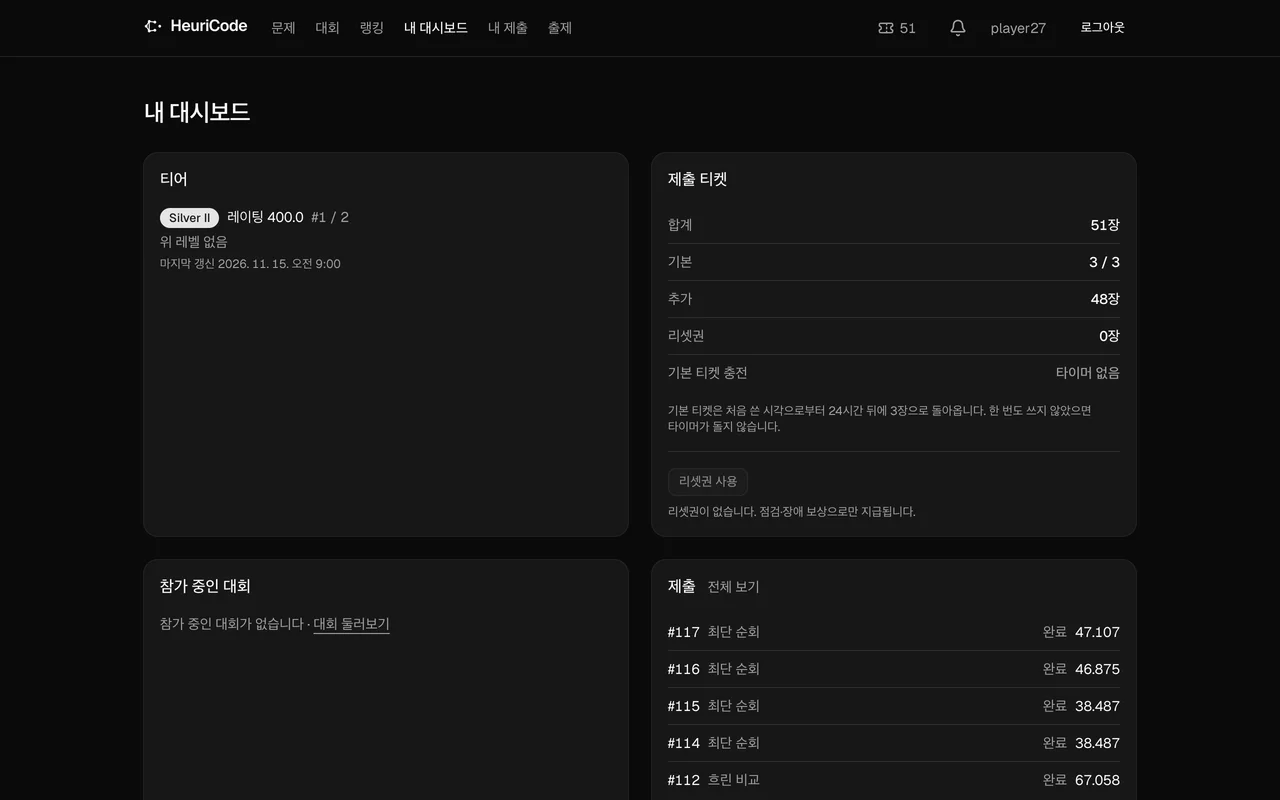 HeuriCode 문제 대회 랭킹 내 대시보드 내 제출 출제 51 player27 로그아웃
내 대시보드
티어
Silver II 레이팅 400.0 #1 / 2
위 레벨 없음
마지막 갱신 2026. 11. 15. 오전 9:00
제출 티켓
합계 51장
기본 3 / 3
추가 48장
리셋권 0장
기본 티켓 충전 타이머 없음
기본 티켓은 처음 쓴 시각으로부터 24시간 뒤에 3장으로 돌아옵니다. 한 번도 쓰지 않았으면
타이머가 돌지 않습니다.
리셋권 사용
리셋권이 없습니다. 점검·장애 보상으로만 지급됩니다.
참가 중인 대회
참가 중인 대회가 없습니다 · 대회 둘러보기
제출 전체 보기
#117 최단 순회 완료 47.107
#116 최단 순회 완료 46.875
#115 최단 순회 완료 38.487
#114 최단 순회 완료 38.487
#112 흐린 비교 완료 67.058